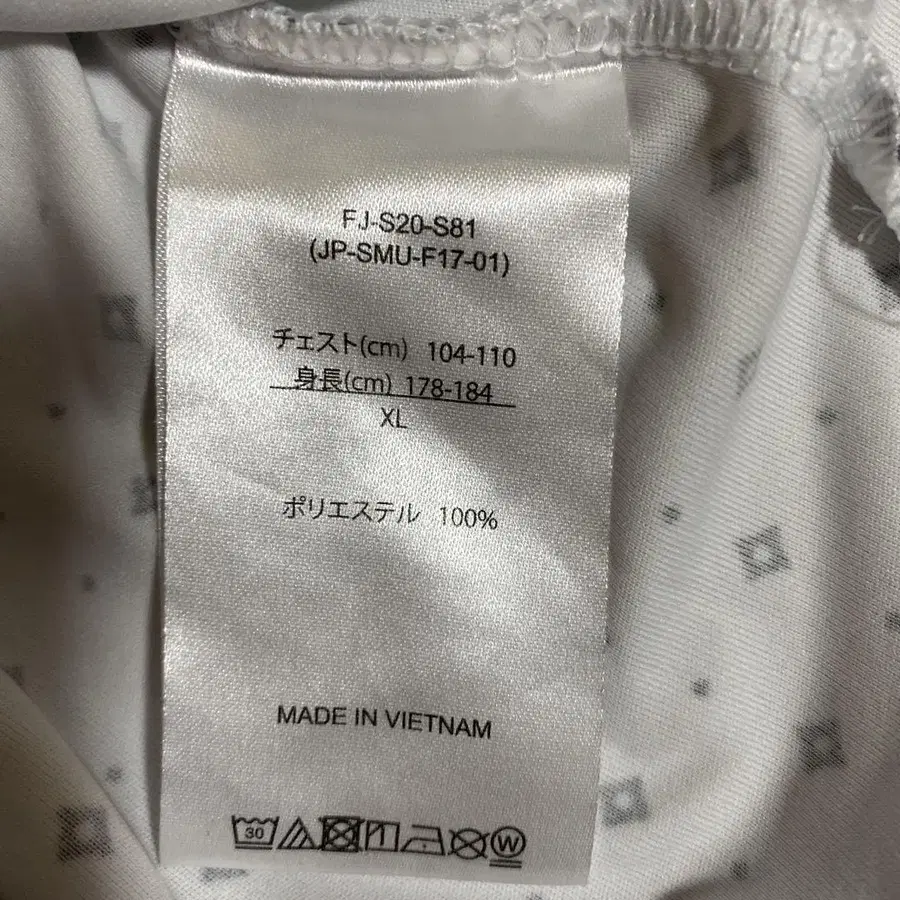 FJ-S20-S81
(JP-SMU-F17-01)
チェスト(cm) 104-110
身長(cm) 178-184
XL
ポリエステル 100%
MADE IN VIETNAM
30
W